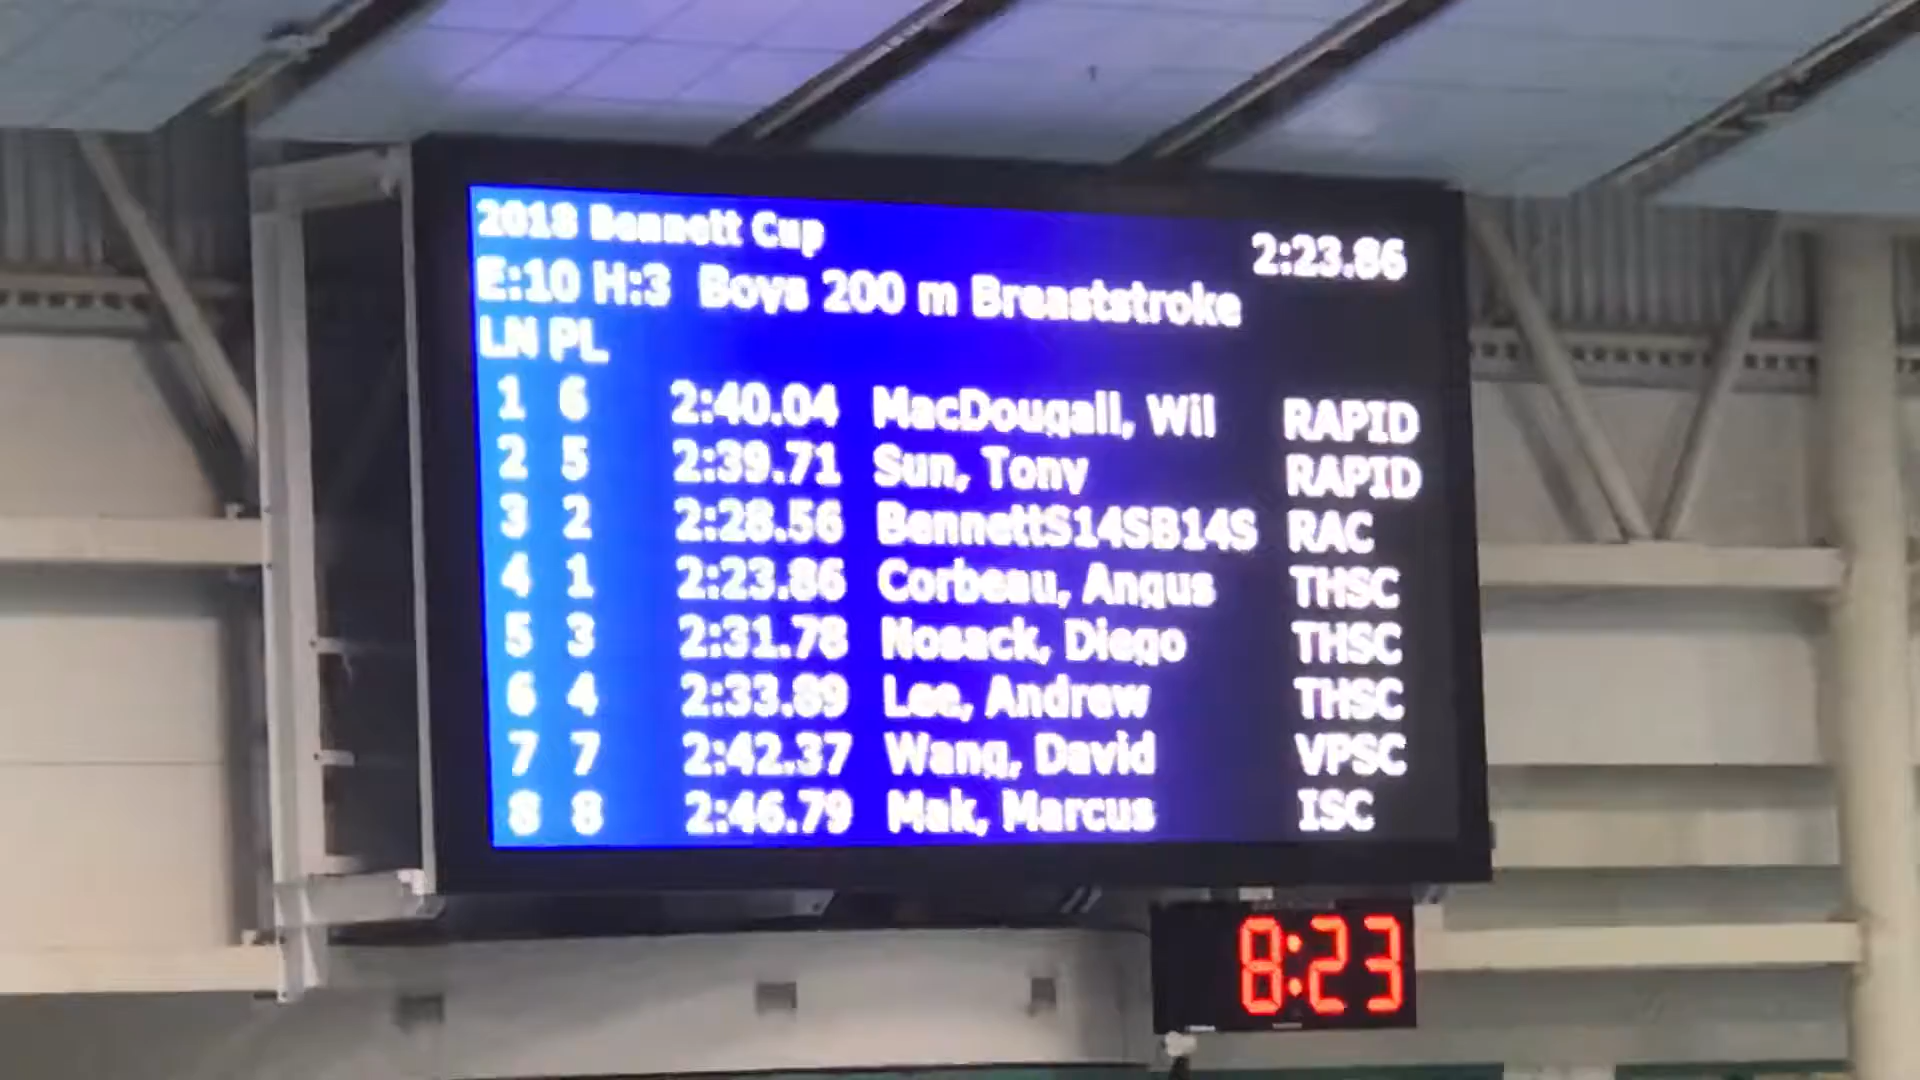 2018 Bennett Cup 2:23.86
E:10 H:3 Boys 200 m Breaststroke
LN PL
1 6 2:40.04 MacDougall, Wil RAPID
2 5 2:39.71 Sun, Tony RAPID
3 2 2:28.56 BennettS14SB14S RAC
4 1 2:23.86 Corbeau, Angus THSC
5 3 2:31.78 Nosack, Diego THSC
6 4 2:33.89 Lee, Andrew THSC
7 7 2:42.37 Wang, David VPSC
8 8 2:46.79 Mak, Marcus ISC
8:23